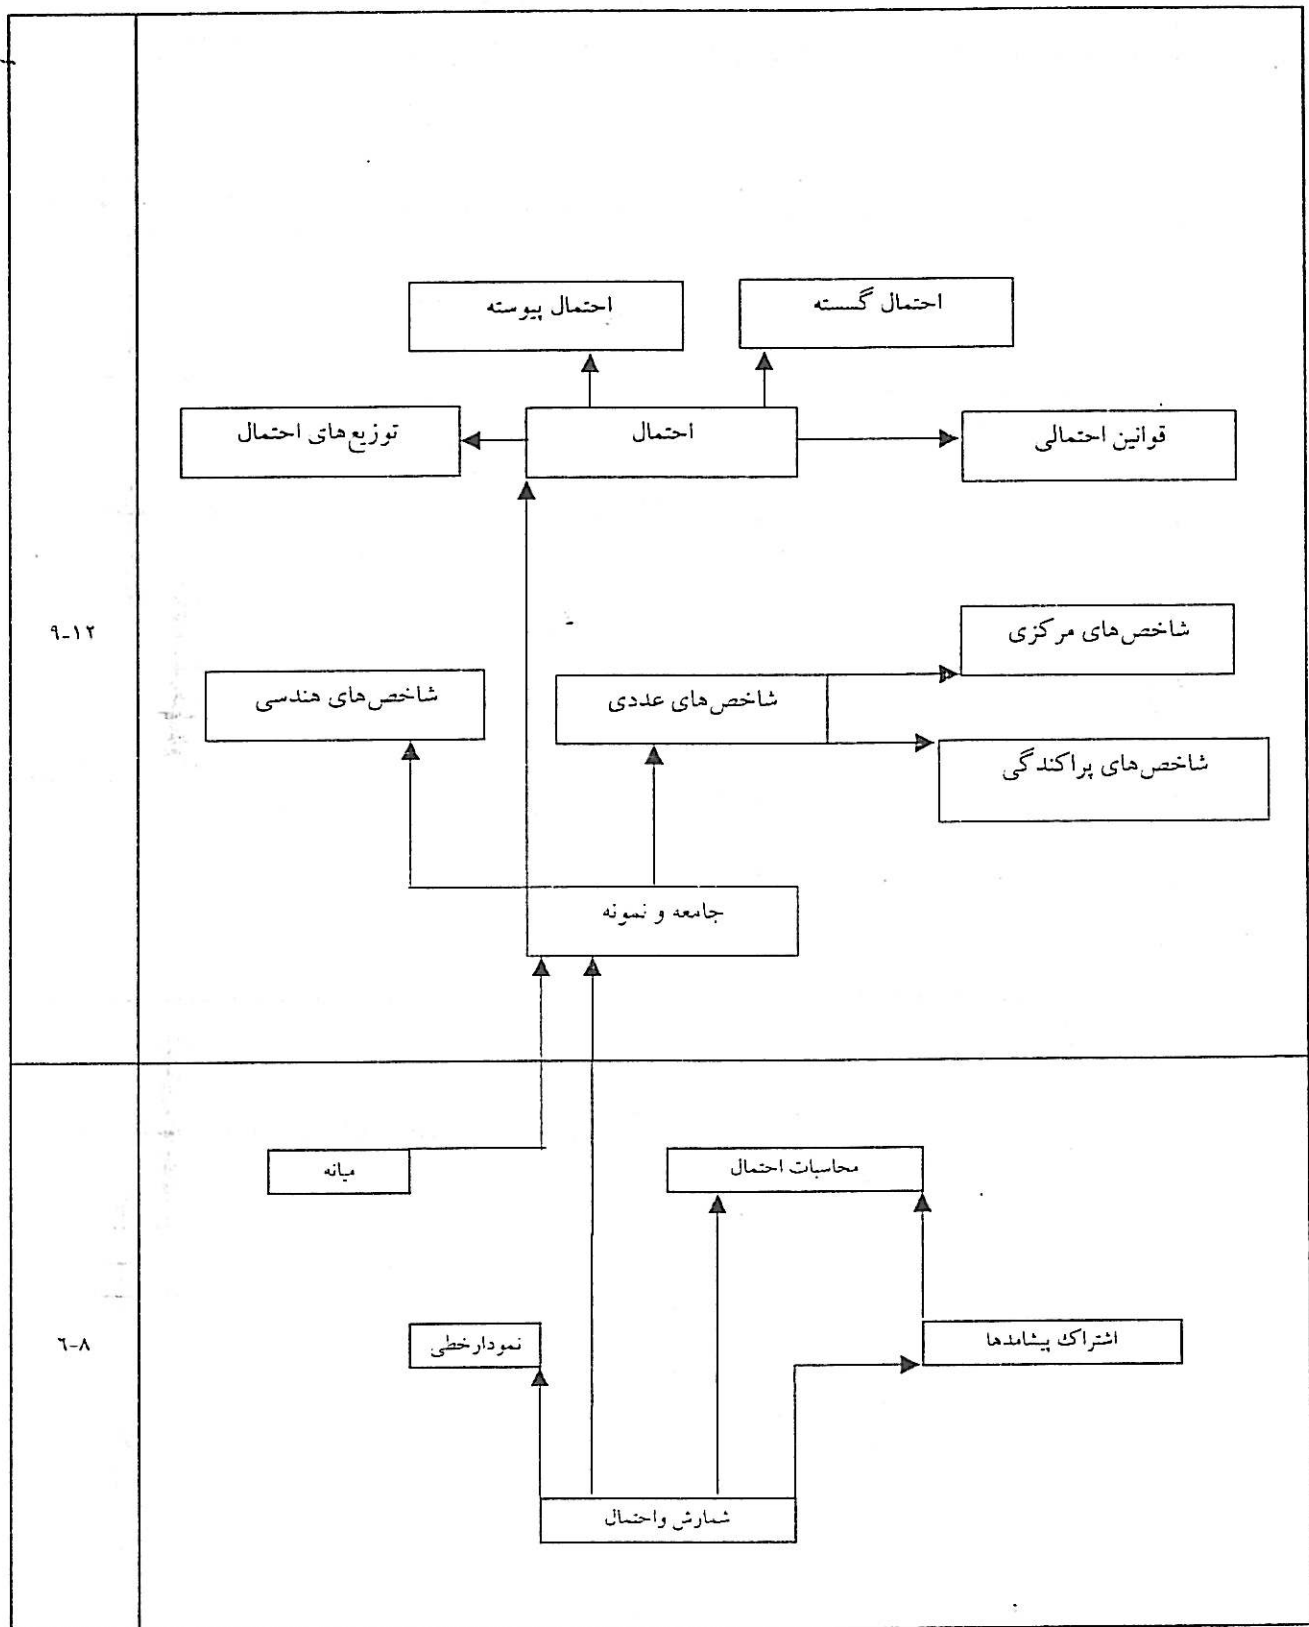 احتمال گسسته
احتمال پیوسته
قوانین احتمالی
احتمال
توزیع‌های احتمال
۹-۱۲
شاخص‌های مرکزی
شاخص‌های عددی
شاخص‌های هندسی
شاخص‌های پراکندگی
جامعه و نمونه
محاسبات احتمال
میانه
۶-۸
اشتراک پیشامدها
نمودارخطی
شمارش واحتمال